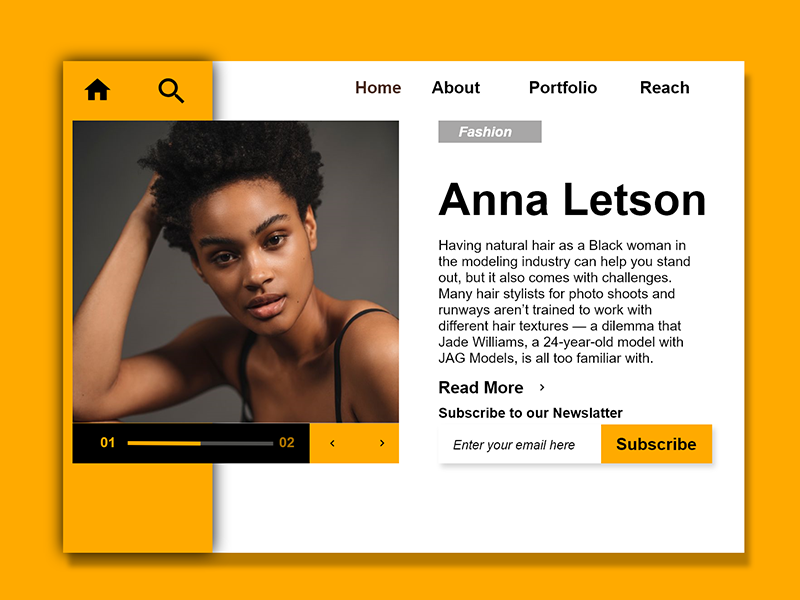 Home About Portfolio Reach
Fashion
Anna Letson
Having natural hair as a Black woman in
the modeling industry can help you stand
out, but it also comes with challenges.
Many hair stylists for photo shoots and
runways aren’t trained to work with
different hair textures — a dilemma that
Jade Williams, a 24-year-old model with
JAG Models, is all too familiar with.
Read More ›
Subscribe to our Newslatter
Enter your email here Subscribe
01 02 ‹ ›